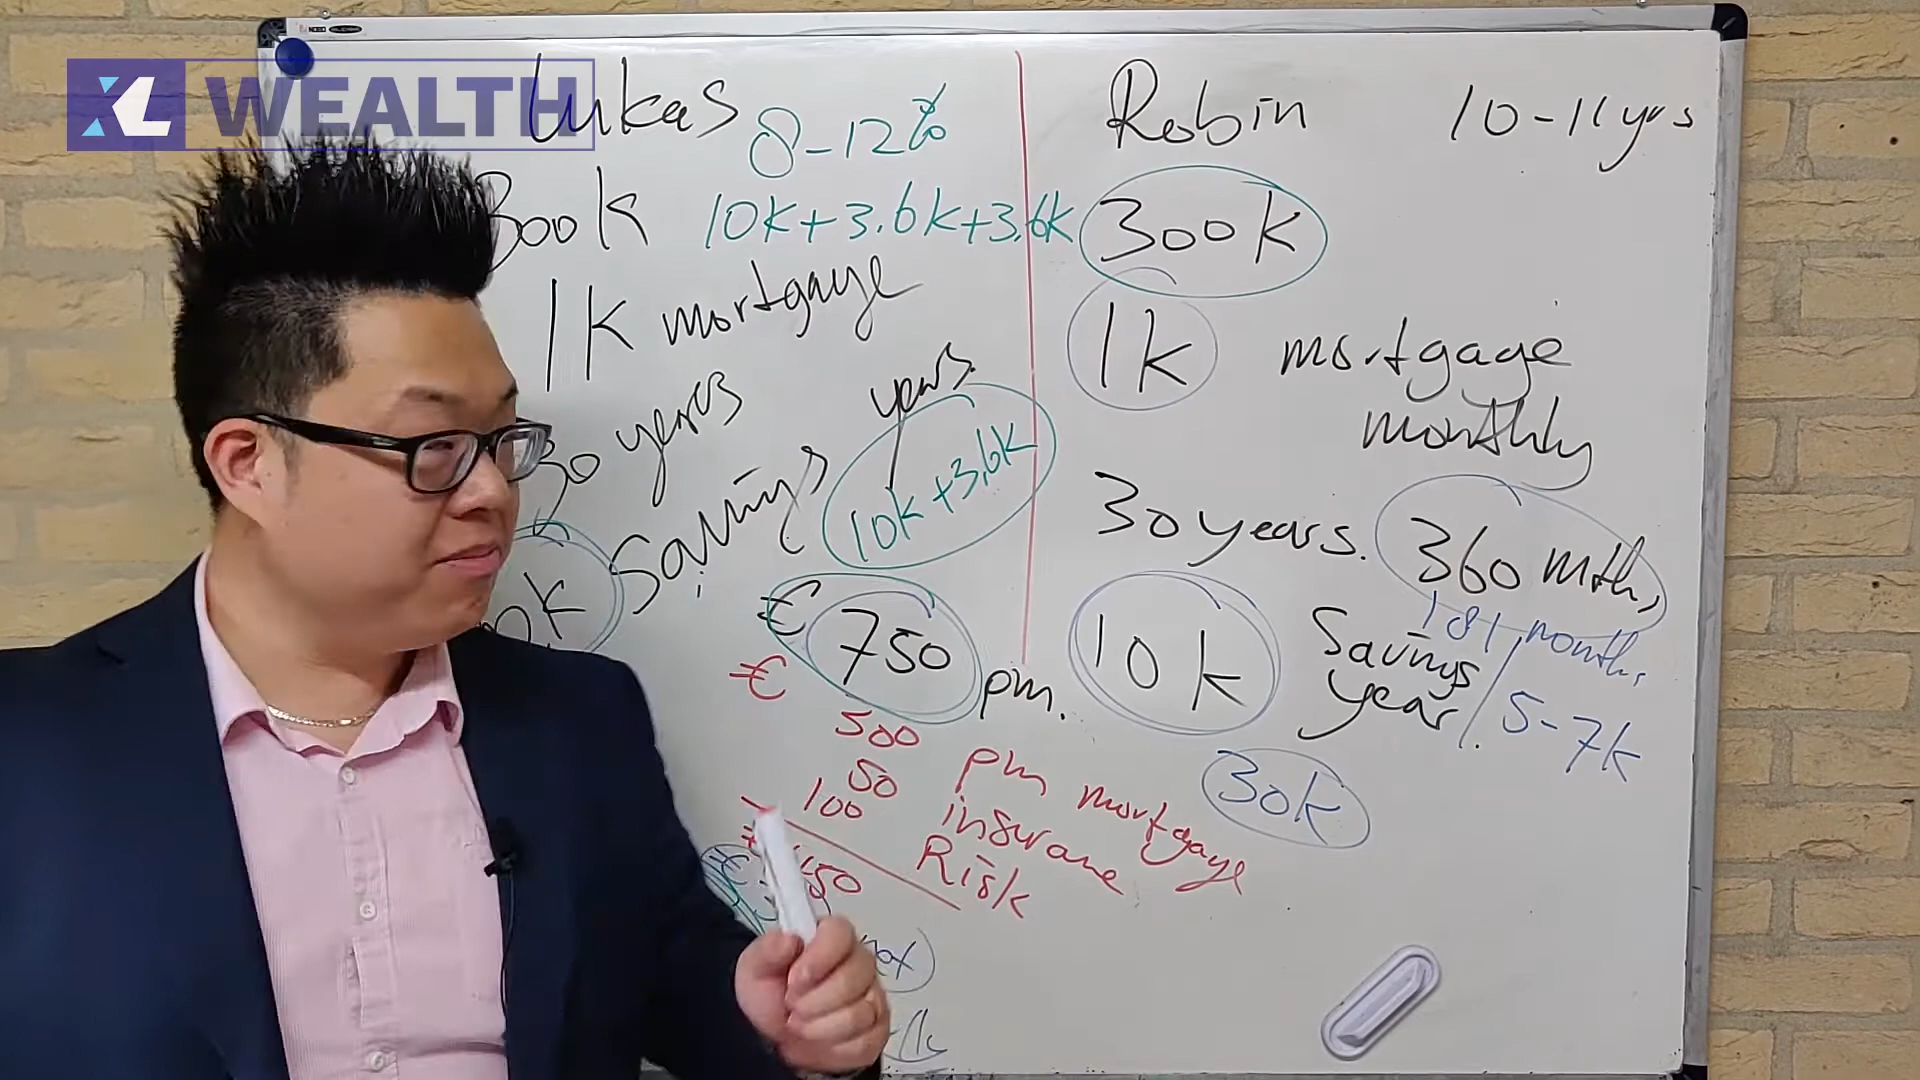 XL WEALTH
Lukas 8-12%
300k 10k+3.6k+3.6k
1K mortgage
30 years
Savings years
10k+3,6k
€ 750 pm.
€ 500 pm mortgage
50 insurance
100 Risk
Robin 10-11 yrs
300k
1k mortgage
monthly
30 years. 360 mths
181 months
10k Savings
year.
5-7k
30k